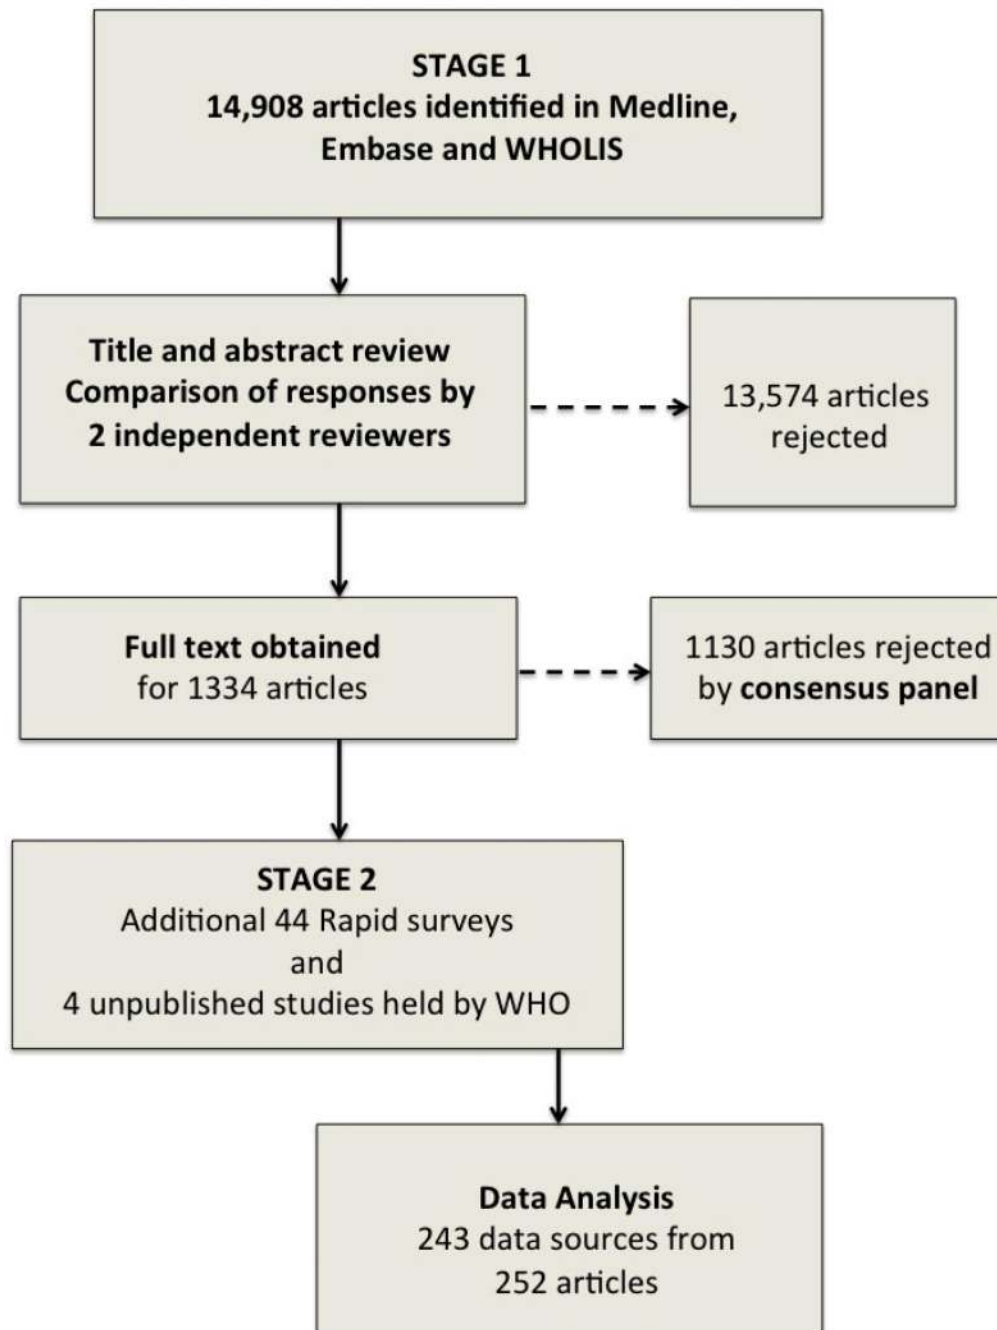 STAGE 1
14,908 articles identified in Medline,
Embase and WHOLIS
Title and abstract review
Comparison of responses by
2 independent reviewers
13,574 articles
rejected
Full text obtained
for 1334 articles
1130 articles rejected
by consensus panel
STAGE 2
Additional 44 Rapid surveys
and
4 unpublished studies held by WHO
Data Analysis
243 data sources from
252 articles